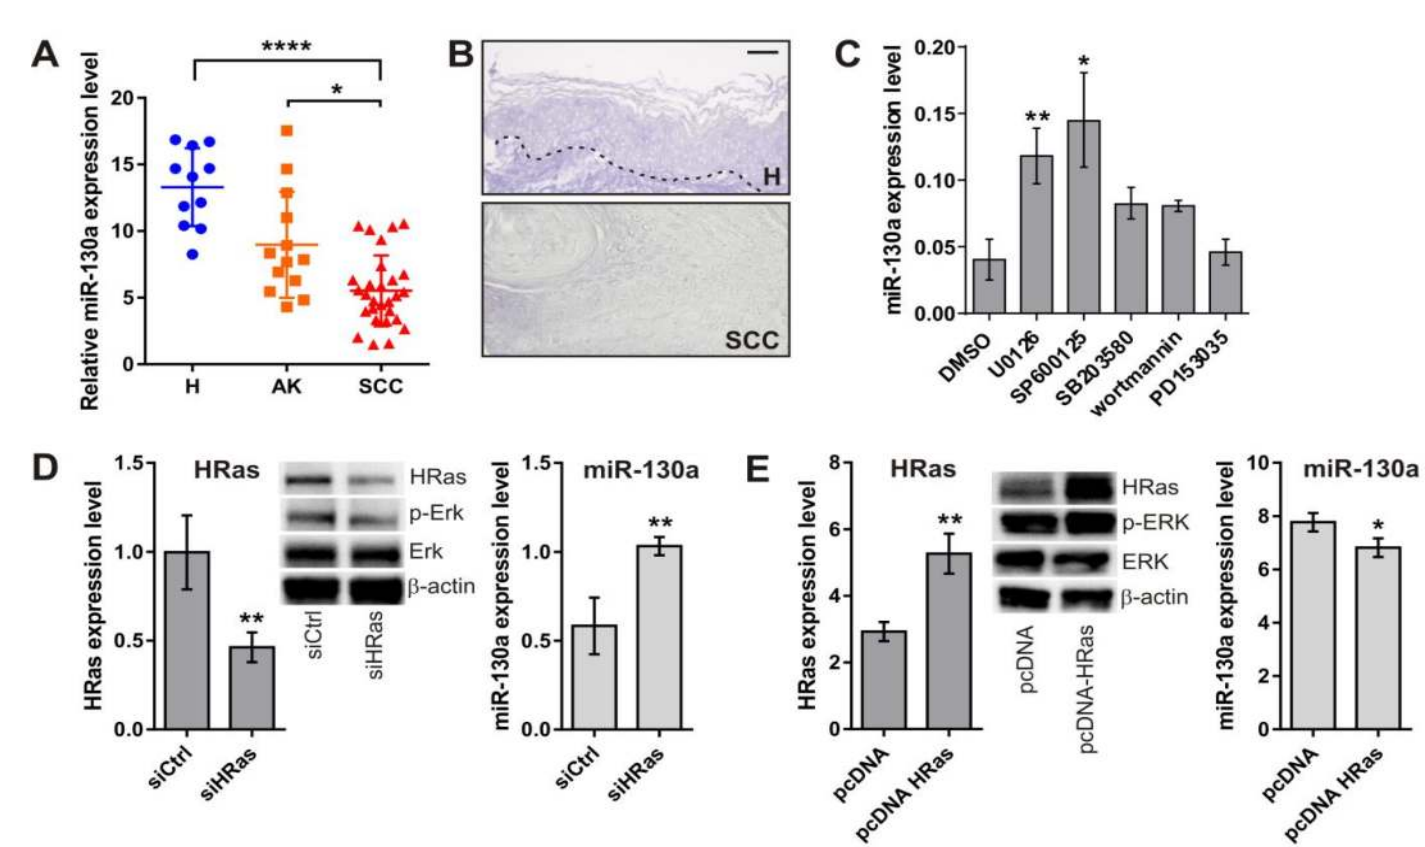 A
Relative miR-130a expression level
****
*
20
15
10
5
0
H
AK
SCC
B
H
SCC
C
miR-130a expression level
0.20
0.15
0.10
0.05
0.00
**
*
DMSO
U0126
SP600125
SB203580
wortmannin
PD153035
D
HRas expression level
1.5
1.0
0.5
0.0
HRas
**
siCtrl
siHRas
HRas
p-Erk
Erk
β-actin
siCtrl
siHRas
miR-130a expression level
1.5
1.0
0.5
0.0
miR-130a
**
siCtrl
siHRas
E
HRas expression level
8
6
4
2
0
HRas
**
pcDNA
pcDNA HRas
HRas
p-ERK
ERK
β-actin
pcDNA
pcDNA-HRas
miR-130a expression level
10
8
6
4
2
0
miR-130a
*
pcDNA
pcDNA HRas